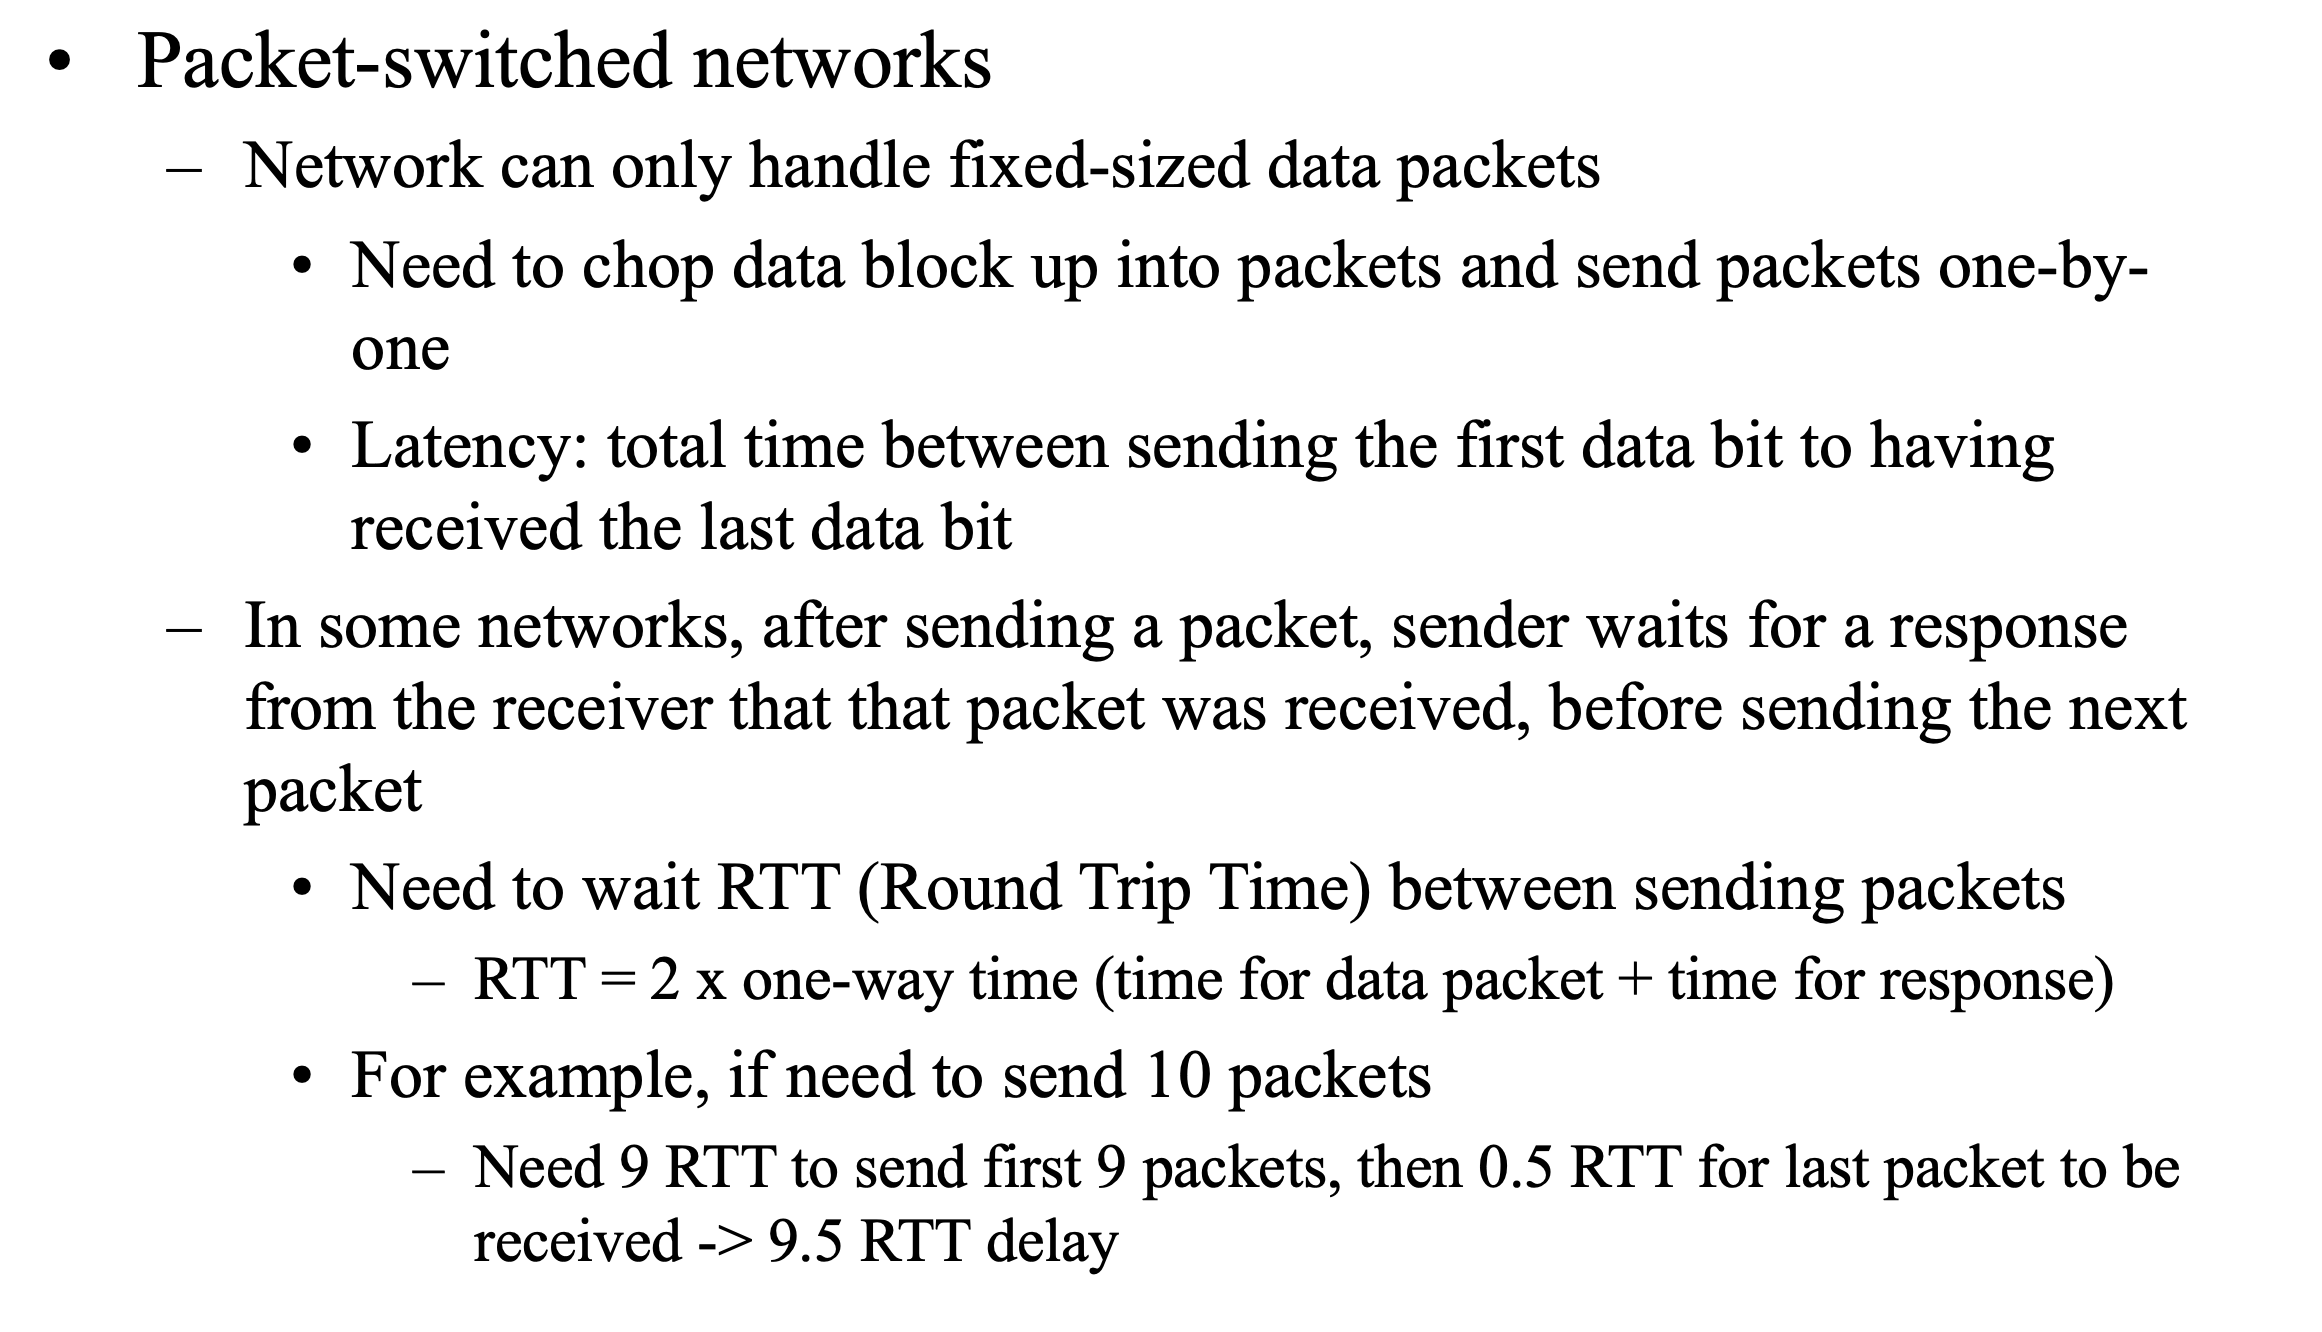 • Packet-switched networks
– Network can only handle fixed-sized data packets
• Need to chop data block up into packets and send packets one-by-
one
• Latency: total time between sending the first data bit to having
received the last data bit
– In some networks, after sending a packet, sender waits for a response
from the receiver that that packet was received, before sending the next
packet
• Need to wait RTT (Round Trip Time) between sending packets
– RTT = 2 x one-way time (time for data packet + time for response)
• For example, if need to send 10 packets
– Need 9 RTT to send first 9 packets, then 0.5 RTT for last packet to be
received -> 9.5 RTT delay